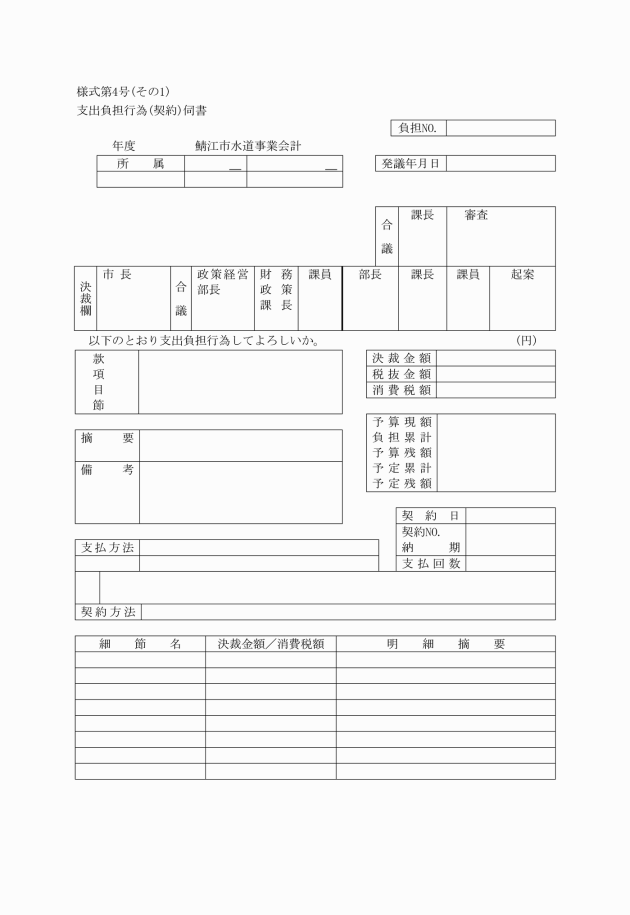 様式第4号(その1)
支出負担行為(契約)伺書
負担NO.
年度 鯖江市水道事業会計
所属
発議年月日
合議 課長 審査
決裁欄 市長 合議 政策経営部長 財務政策課長 課員 部長 課長 課員 起案
以下のとおり支出負担行為してよろしいか。 (円)
款
項
目
節
決裁金額
税抜金額
消費税額
予算現額
負担累計
予算残額
予定累計
予定残額
摘要
備考
契約日
契約NO.
納期
支払回数
支払方法
契約方法
細節名 決裁金額/消費税額 明細摘要